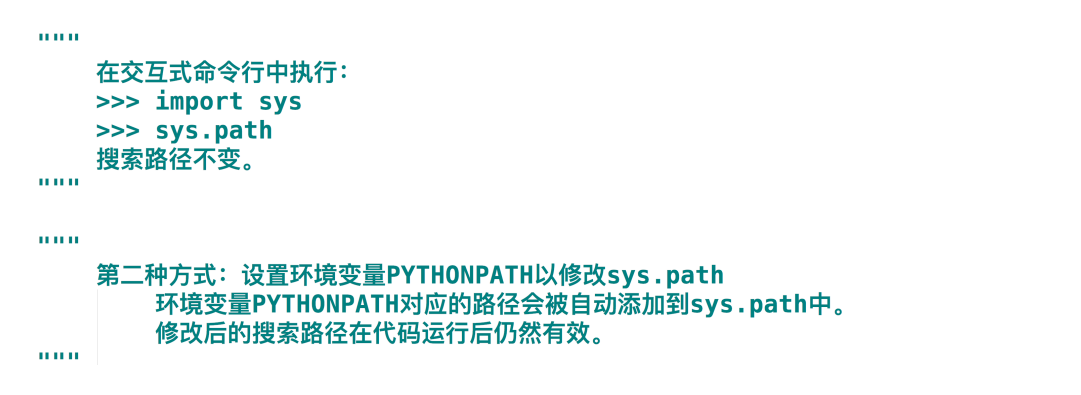 """
在交互式命令行中执行：
>>> import sys
>>> sys.path
搜索路径不变。
"""
"""
第二种方式：设置环境变量PYTHONPATH以修改sys.path
环境变量PYTHONPATH对应的路径会被自动添加到sys.path中。
修改后的搜索路径在代码运行后仍然有效。
"""